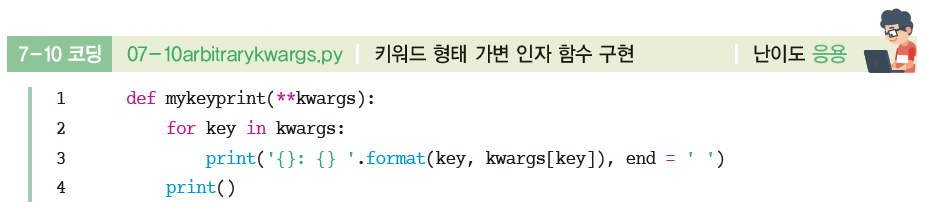 7-10 코딩 07-10arbitrarykwargs.py 키워드 형태 가변 인자 함수 구현 난이도 응용
1 def mykeyprint(**kwargs):
2 for key in kwargs:
3 print('{}: {} '.format(key, kwargs[key]), end = ' ')
4 print()